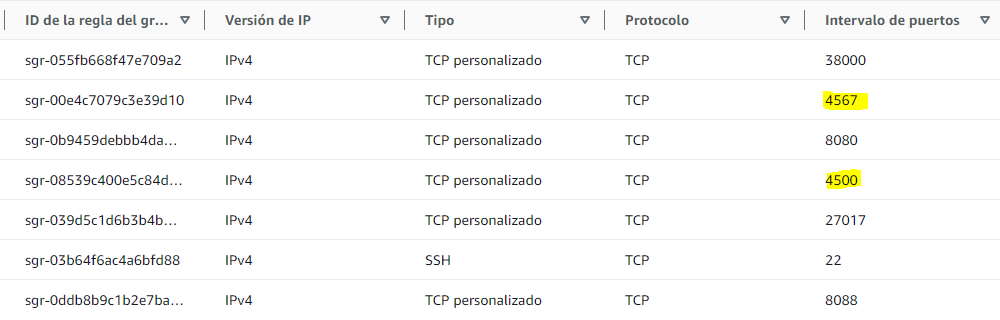 ID de la regla del gr... Versión de IP Tipo Protocolo Intervalo de puertos
sgr-055fb668f47e709a2 IPv4 TCP personalizado TCP 38000
sgr-00e4c7079c3e39d10 IPv4 TCP personalizado TCP 4567
sgr-0b9459debbb4da... IPv4 TCP personalizado TCP 8080
sgr-08539c400e5c84d... IPv4 TCP personalizado TCP 4500
sgr-039d5c1d6b3b4b... IPv4 TCP personalizado TCP 27017
sgr-03b64f6ac4a6bfd88 IPv4 SSH TCP 22
sgr-0ddb8b9c1b2e7ba... IPv4 TCP personalizado TCP 8088